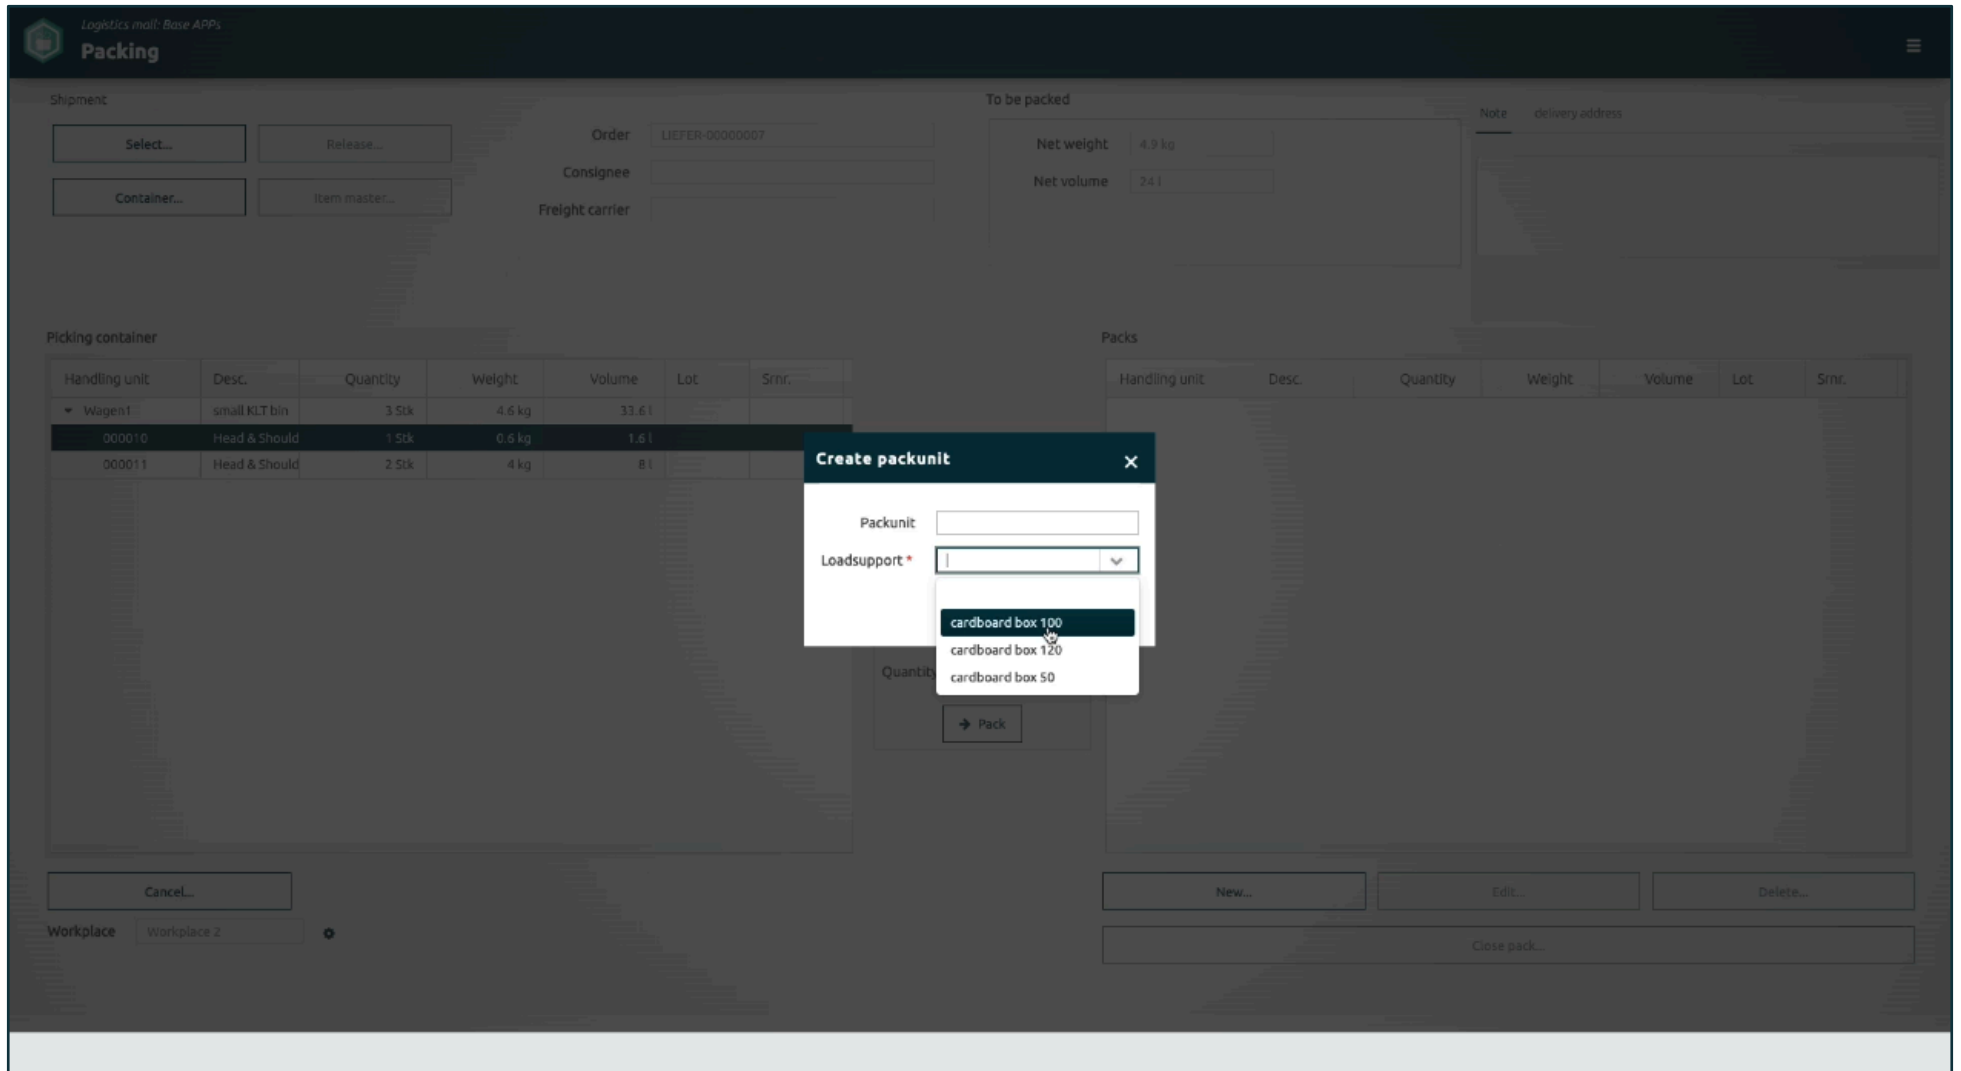 Logistics mall: Base APPs
Packing
Shipment
Select...
Release...
Container...
Item master...
Order
LIEFER-00000007
Consignee
Freight carrier
To be packed
Net weight
4.9 kg
Net volume
24 l
Note delivery address
Picking container
Handling unit Desc. Quantity Weight Volume Lot Srnr.
Wagen1 small KLT bin 3 Stk 4.6 kg 33.6 l
000010 Head & Should 1 Stk 0.6 kg 1.6 l
000011 Head & Should 2 Stk 4 kg 8 l
Packs
Handling unit Desc. Quantity Weight Volume Lot Srnr.
Create packunit
Packunit
Loadsupport *
cardboard box 100
cardboard box 120
cardboard box 50
Quantity
Pack
Cancel...
Workplace
Workplace 2
New...
Edit...
Delete...
Close pack...